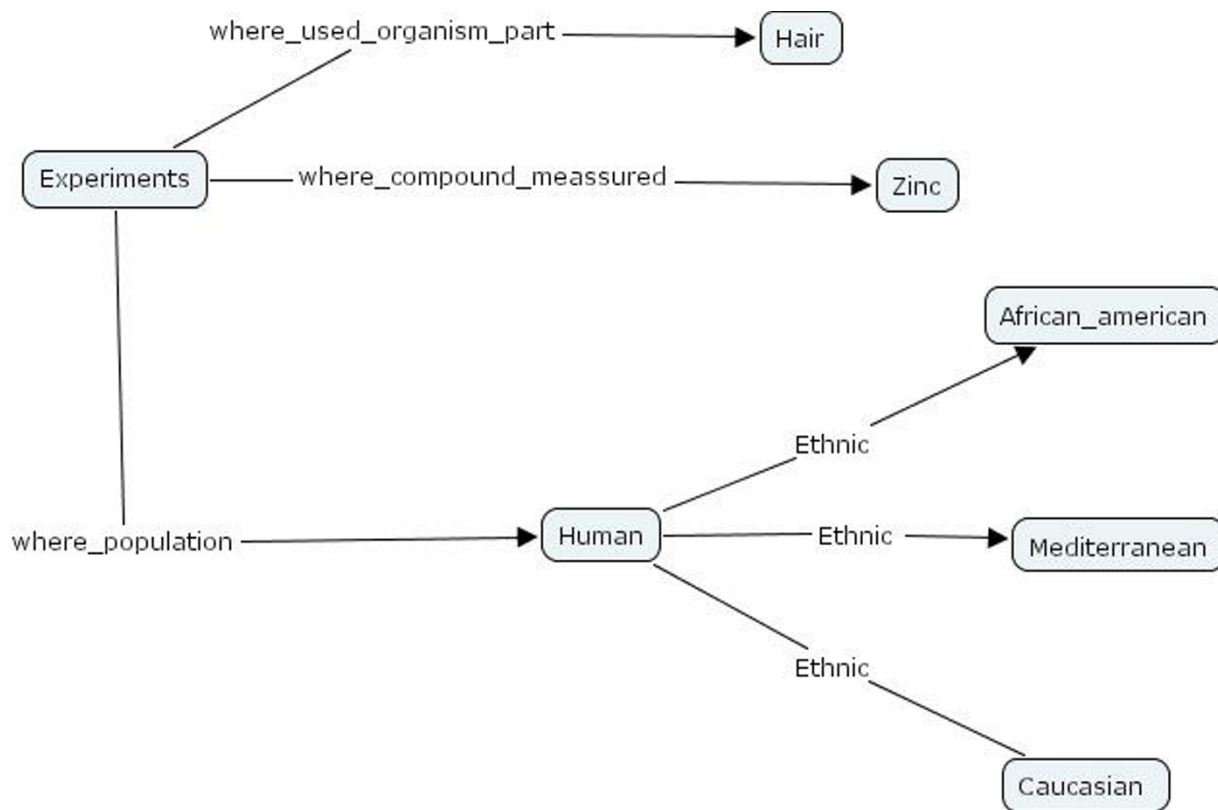 where_used_organism_part
Hair
Experiments
where_compound_meassured
Zinc
African_american
Ethnic
where_population
Human
Ethnic
Mediterranean
Ethnic
Caucasian